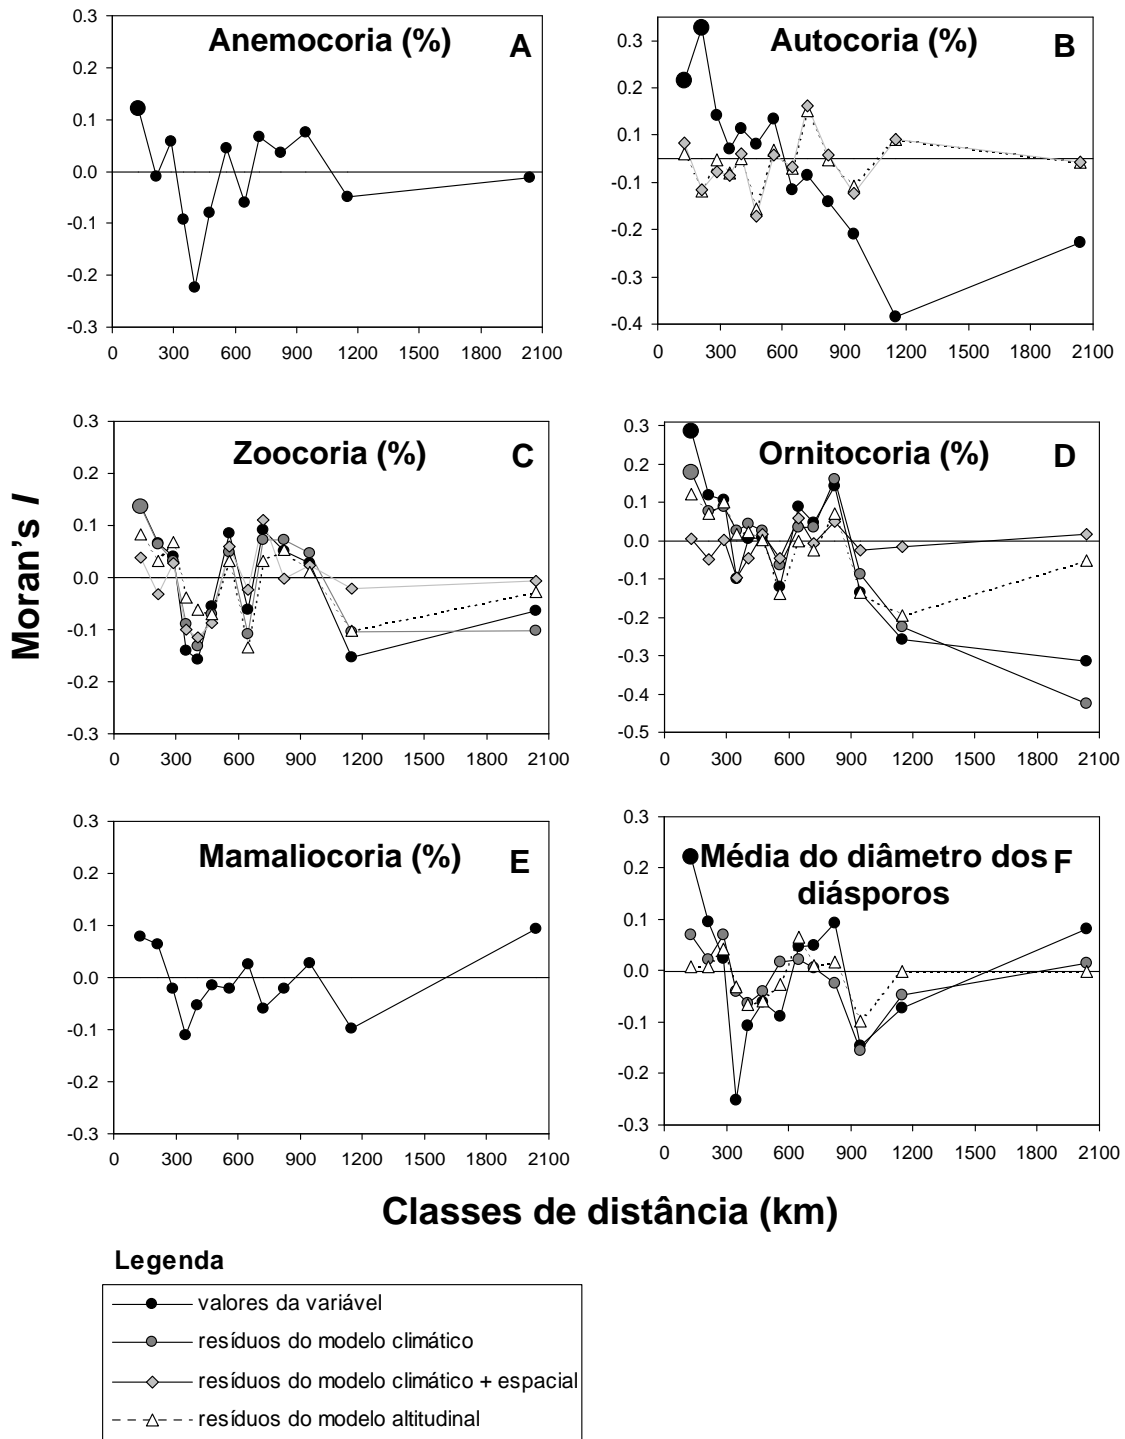 Anemocoria (%) A
0.3
0.2
0.1
0.0
-0.1
-0.2
-0.3
0 300 600 900 1200 1500 1800 2100
Autocoria (%) B
0.3
0.2
0.1
-0.1
-0.2
-0.3
-0.4
0 300 600 900 1200 1500 1800 2100
Zoocoria (%) C
0.3
0.2
0.1
0.0
-0.1
-0.2
-0.3
0 300 600 900 1200 1500 1800 2100
Ornitocoria (%) D
0.3
0.2
0.1
0.0
-0.1
-0.2
-0.3
-0.4
-0.5
0 300 600 900 1200 1500 1800 2100
Moran's I
Mamaliocoria (%) E
0.3
0.2
0.1
0.0
-0.1
-0.2
-0.3
0 300 600 900 1200 1500 1800 2100
Média do diâmetro dos F
diásporos
0.3
0.2
0.1
0.0
-0.1
-0.2
-0.3
0 300 600 900 1200 1500 1800 2100
Classes de distância (km)
Legenda
valores da variável
resíduos do modelo climático
resíduos do modelo climático + espacial
resíduos do modelo altitudinal